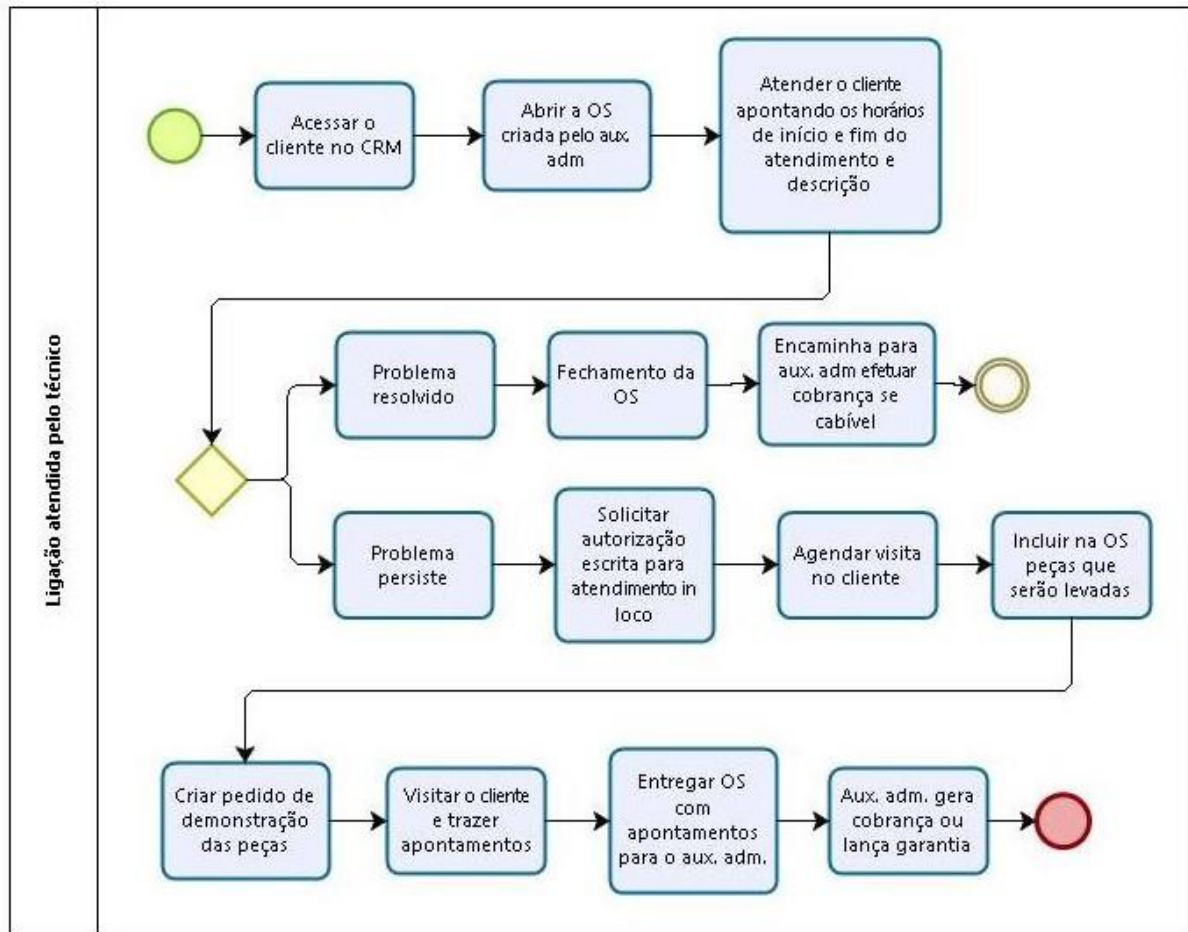 Ligação atendida pelo técnico
Acessar o
cliente no CRM
Abrir a OS
criada pelo aux.
adm
Atender o cliente
apontando os horários
de início e fim do
atendimento e
descrição
Problema
resolvido
Fechamento da
OS
Encaminha para
aux. adm efetuar
cobrança se
cabível
Problema
persiste
Solicitar
autorização
escrita para
atendimento in
loco
Agendar visita
no cliente
Incluir na OS
peças que
serão levadas
Criar pedido de
demonstração
das peças
Visitar o cliente
e trazer
apontamentos
Entregar OS
com
apontamentos
para o aux. adm.
Aux. adm. gera
cobrança ou
lança garantia